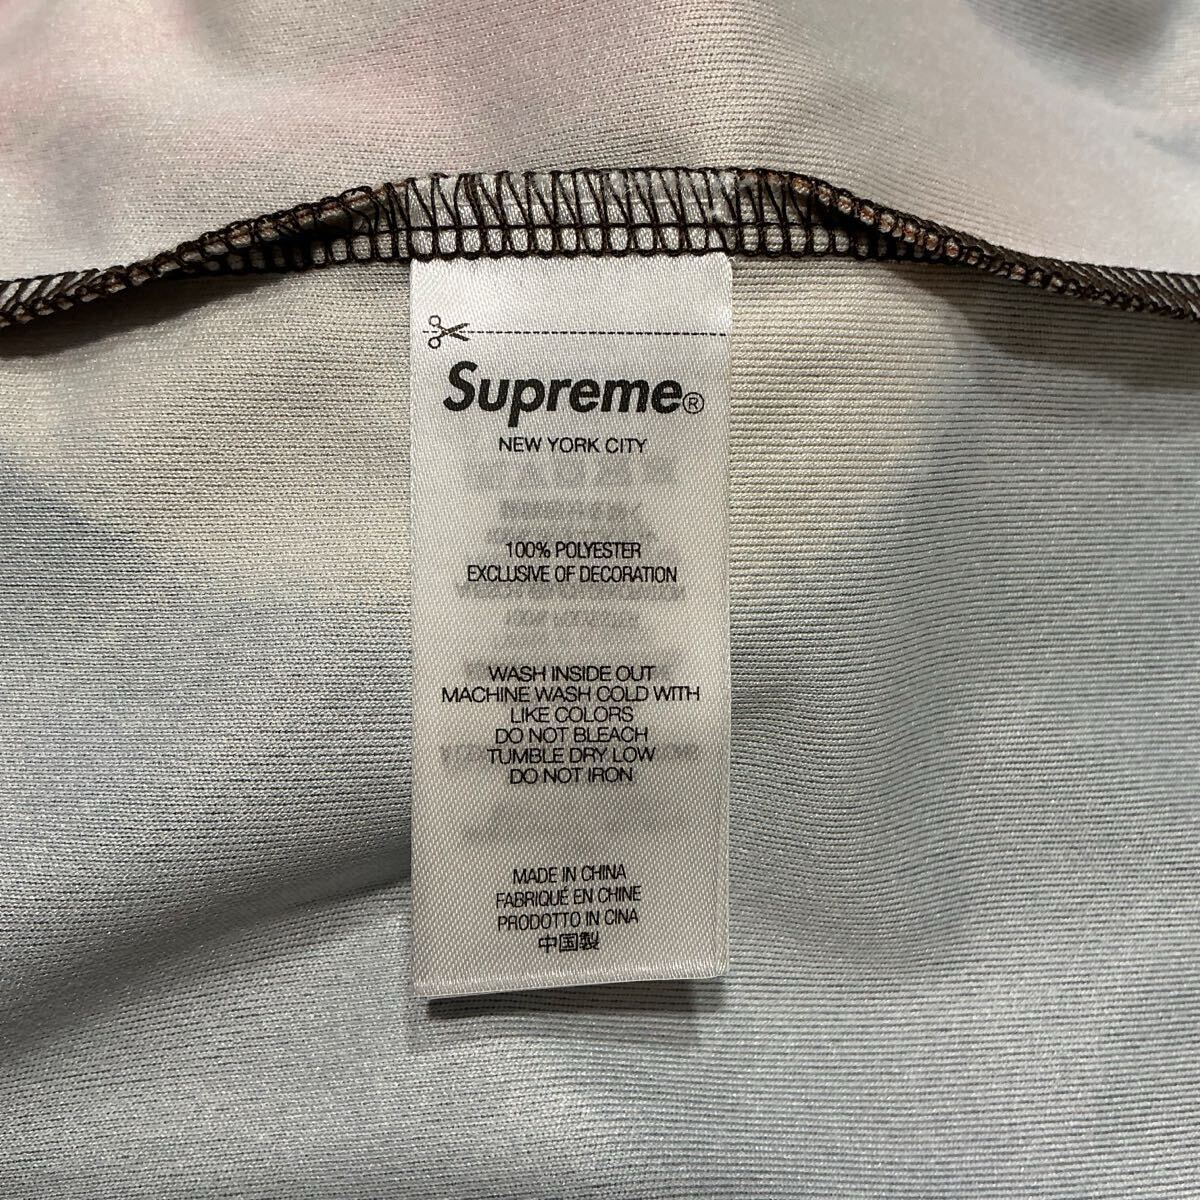 Supreme®
NEW YORK CITY
100% POLYESTER
EXCLUSIVE OF DECORATION
WASH INSIDE OUT
MACHINE WASH COLD WITH
LIKE COLORS
DO NOT BLEACH
TUMBLE DRY LOW
DO NOT IRON
MADE IN CHINA
FABRIQUÉ EN CHINE
PRODOTTO IN CINA
中国製